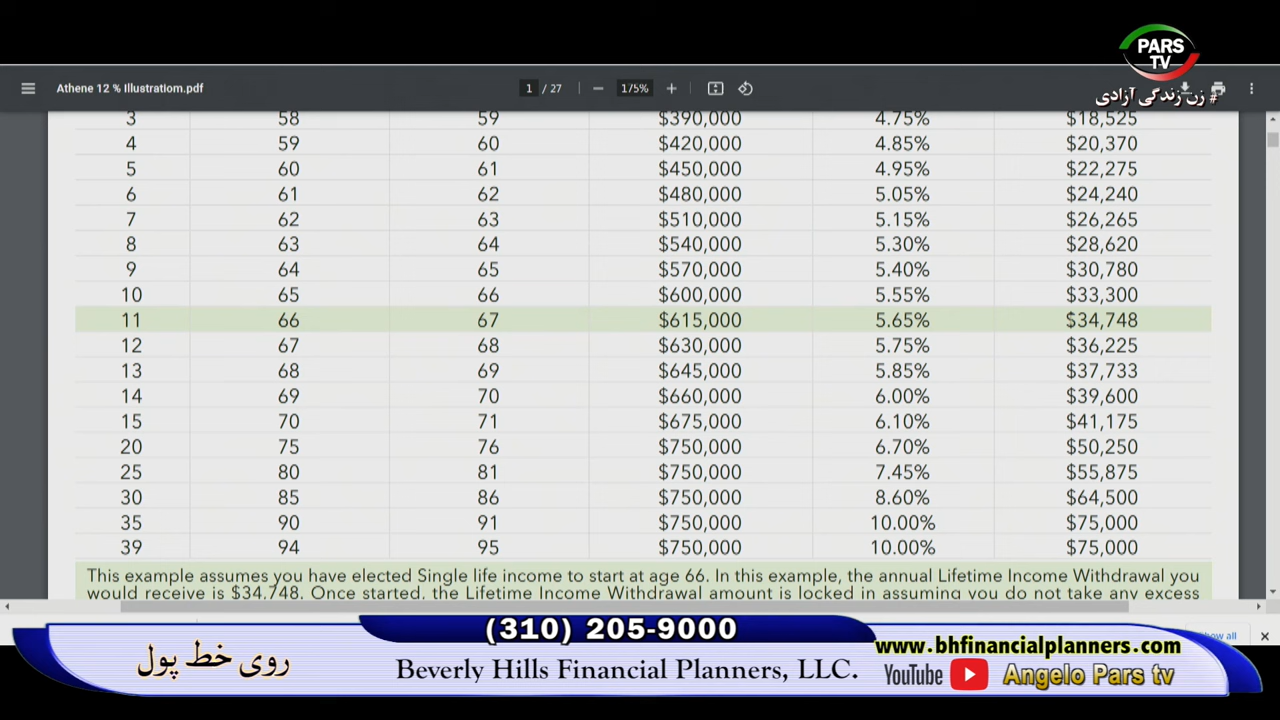 PARS
TV
# زن زندگی آزادی
Athene 12 % Illustratiom.pdf 1 / 27 175%
3 58 59 $390,000 4.75% $18,525
4 59 60 $420,000 4.85% $20,370
5 60 61 $450,000 4.95% $22,275
6 61 62 $480,000 5.05% $24,240
7 62 63 $510,000 5.15% $26,265
8 63 64 $540,000 5.30% $28,620
9 64 65 $570,000 5.40% $30,780
10 65 66 $600,000 5.55% $33,300
11 66 67 $615,000 5.65% $34,748
12 67 68 $630,000 5.75% $36,225
13 68 69 $645,000 5.85% $37,733
14 69 70 $660,000 6.00% $39,600
15 70 71 $675,000 6.10% $41,175
20 75 76 $750,000 6.70% $50,250
25 80 81 $750,000 7.45% $55,875
30 85 86 $750,000 8.60% $64,500
35 90 91 $750,000 10.00% $75,000
39 94 95 $750,000 10.00% $75,000
This example assumes you have elected Single life income to start at age 66. In this example, the annual Lifetime Income Withdrawal you
would receive is $34,748. Once started, the Lifetime Income Withdrawal amount is locked in assuming you do not take any excess
(310) 205-9000
all
روی خط پول
Beverly Hills Financial Planners, LLC.
www.bhfinancialplanners.com
YouTube Angelo Pars tv